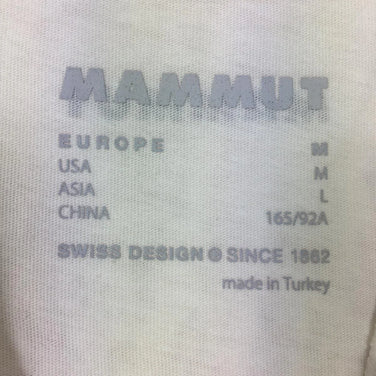 MAMMUT
EUROPE M
USA M
ASIA L
CHINA 165/92A
SWISS DESIGN SINCE 1862
made in Turkey